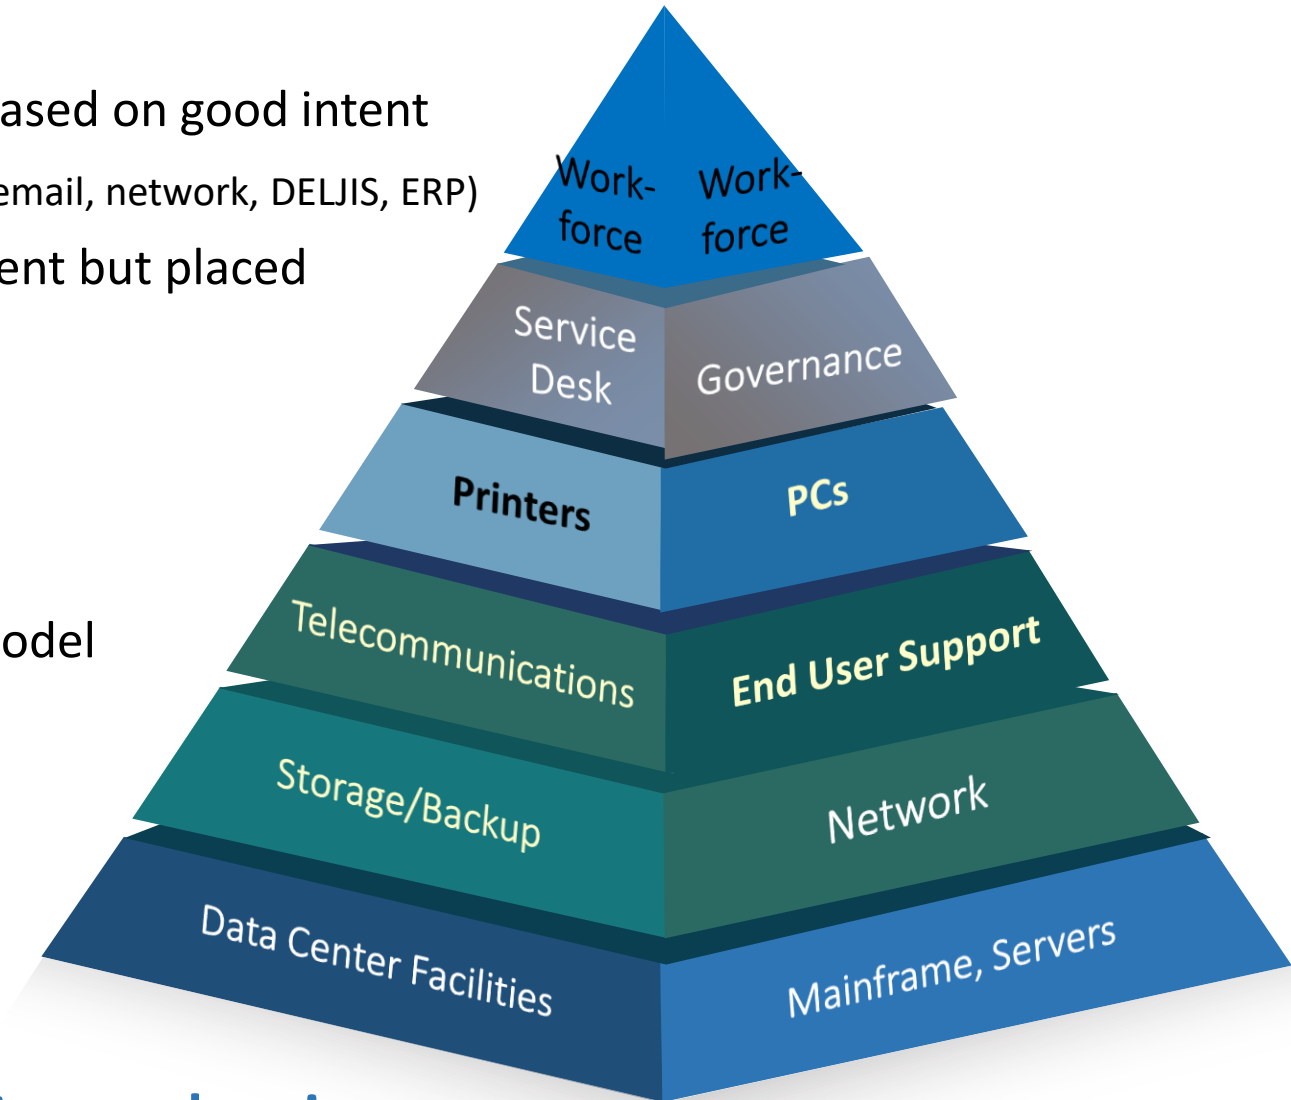 ased on good intent
email, network, DELJIS, ERP)
ent but placed
odel
Work-
force
Work-
force
Service
Desk
Governance
Printers
PCs
Telecommunications
End User Support
Storage/Backup
Network
Data Center Facilities
Mainframe, Servers